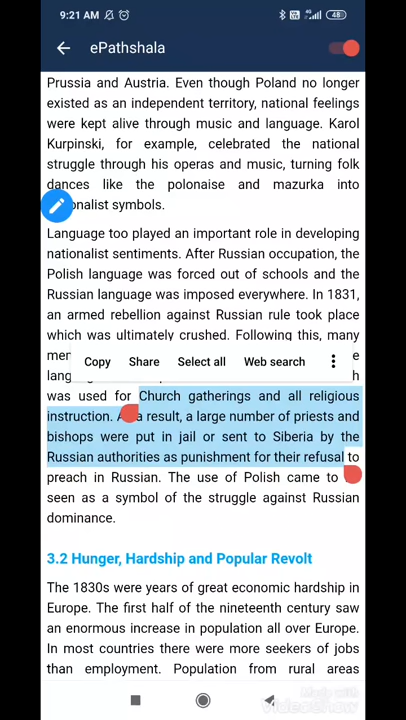 9:21 AM
48
ePathshala
Prussia and Austria. Even though Poland no longer
existed as an independent territory, national feelings
were kept alive through music and language. Karol
Kurpinski, for example, celebrated the national
struggle through his operas and music, turning folk
dances like the polonaise and mazurka into
onalist symbols.
Language too played an important role in developing
nationalist sentiments. After Russian occupation, the
Polish language was forced out of schools and the
Russian language was imposed everywhere. In 1831,
an armed rebellion against Russian rule took place
which was ultimately crushed. Following this, many
Copy Share Select all Web search
was used for Church gatherings and all religious
instruction. a result, a large number of priests and
bishops were put in jail or sent to Siberia by the
Russian authorities as punishment for their refusal to
preach in Russian. The use of Polish came to
seen as a symbol of the struggle against Russian
dominance.
3.2 Hunger, Hardship and Popular Revolt
The 1830s were years of great economic hardship in
Europe. The first half of the nineteenth century saw
an enormous increase in population all over Europe.
In most countries there were more seekers of jobs
than employment. Population from rural areas
Made with
VideoShow